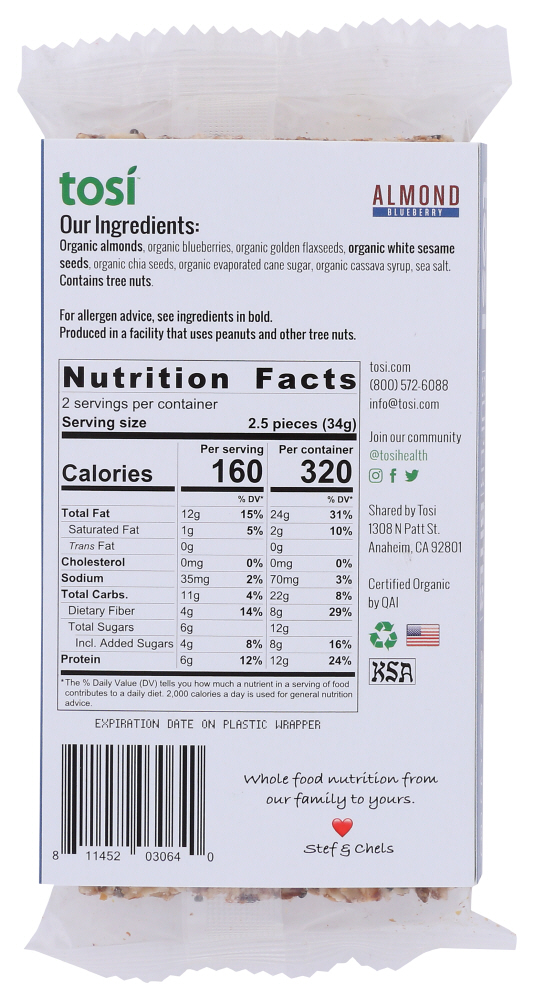 tosi
ALMOND
BLUEBERRY
Our Ingredients:
Organic almonds, organic blueberries, organic golden flaxseeds, organic white sesame
seeds, organic chia seeds, organic evaporated cane sugar, organic cassava syrup, sea salt.
Contains tree nuts.
For allergen advice, see ingredients in bold.
Produced in a facility that uses peanuts and other tree nuts.
Nutrition Facts
2 servings per container
Serving size 2.5 pieces (34g)
Per serving Per container
Calories 160 320
% DV* % DV*
Total Fat 12g 15% 24g 31%
Saturated Fat 1g 5% 2g 10%
Trans Fat 0g 0g
Cholesterol 0mg 0% 0mg 0%
Sodium 35mg 2% 70mg 3%
Total Carbs. 11g 4% 22g 8%
Dietary Fiber 4g 14% 8g 29%
Total Sugars 6g 12g
Incl. Added Sugars 4g 8% 8g 16%
Protein 6g 12% 12g 24%
*The % Daily Value (DV) tells you how much a nutrient in a serving of food
contributes to a daily diet. 2,000 calories a day is used for general nutrition
advice.
EXPIRATION DATE ON PLASTIC WRAPPER
tosi.com
(800) 572-6088
info@tosi.com
Join our community
@tosihealth
Shared by Tosi
1308 N Patt St.
Anaheim, CA 92801
Certified Organic
by QAI
KSA
8 11452 03064 0
Whole food nutrition from
our family to yours.
Stef & Chels